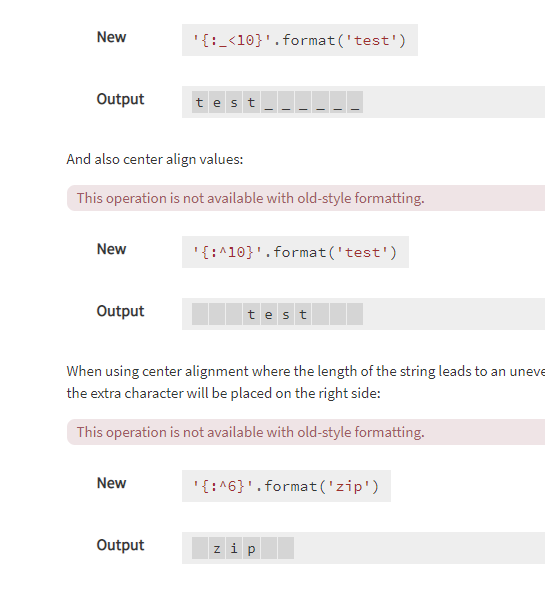 New '{:_<10}'.format('test')
Output test______
And also center align values:
This operation is not available with old-style formatting.
New '{:^10}'.format('test')
Output test
When using center alignment where the length of the string leads to an uneve
the extra character will be placed on the right side:
This operation is not available with old-style formatting.
New '{:^6}'.format('zip')
Output zip